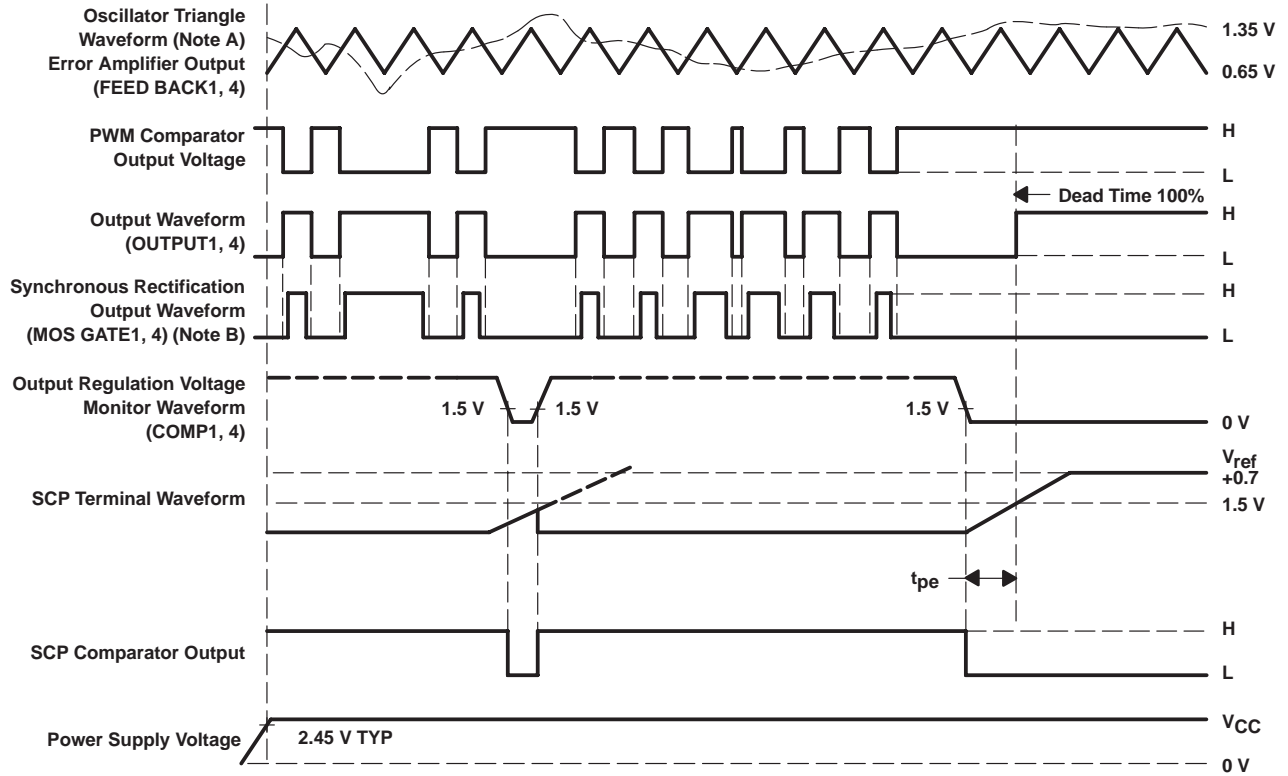 Oscillator Triangle
Waveform (Note A)
Error Amplifier Output
(FEED BACK1, 4)
1.35 V
0.65 V
PWM Comparator
Output Voltage
H
L
Dead Time 100%
Output Waveform
(OUTPUT1, 4)
H
L
Synchronous Rectification
Output Waveform
(MOS GATE1, 4) (Note B)
H
L
Output Regulation Voltage
Monitor Waveform
(COMP1, 4)
1.5 V
1.5 V
1.5 V
0 V
SCP Terminal Waveform
Vref
+0.7
1.5 V
tpe
SCP Comparator Output
H
L
Power Supply Voltage
2.45 V TYP
VCC
0 V